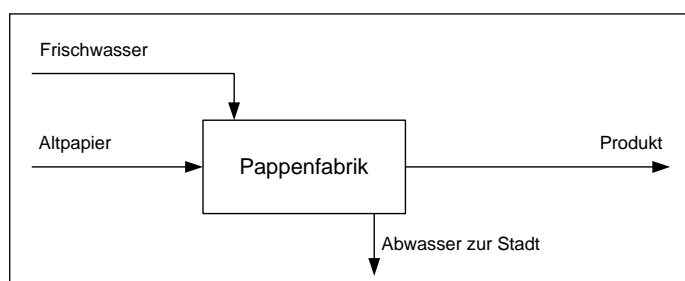 Frischwasser
Altpapier
Produkt
Pappenfabrik
Abwasser zur Stadt